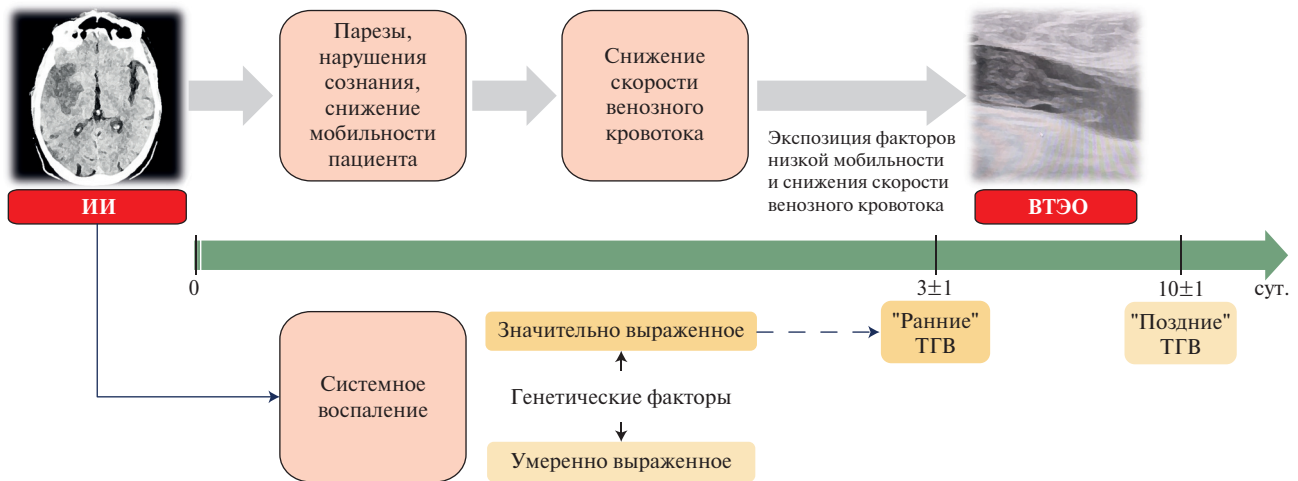 Парезы,
нарушения
сознания,
снижение
мобильности
пациента
Снижение
скорости
венозного
кровотока
Экспозиция факторов
низкой мобильности
и снижения скорости
венозного кровотока
ИИ
ВТЭО
0
3±1
10±1
сут.
Системное
воспаление
Значительно выраженное
Генетические факторы
Умеренно выраженное
"Ранние"
ТГВ
"Поздние"
ТГВ